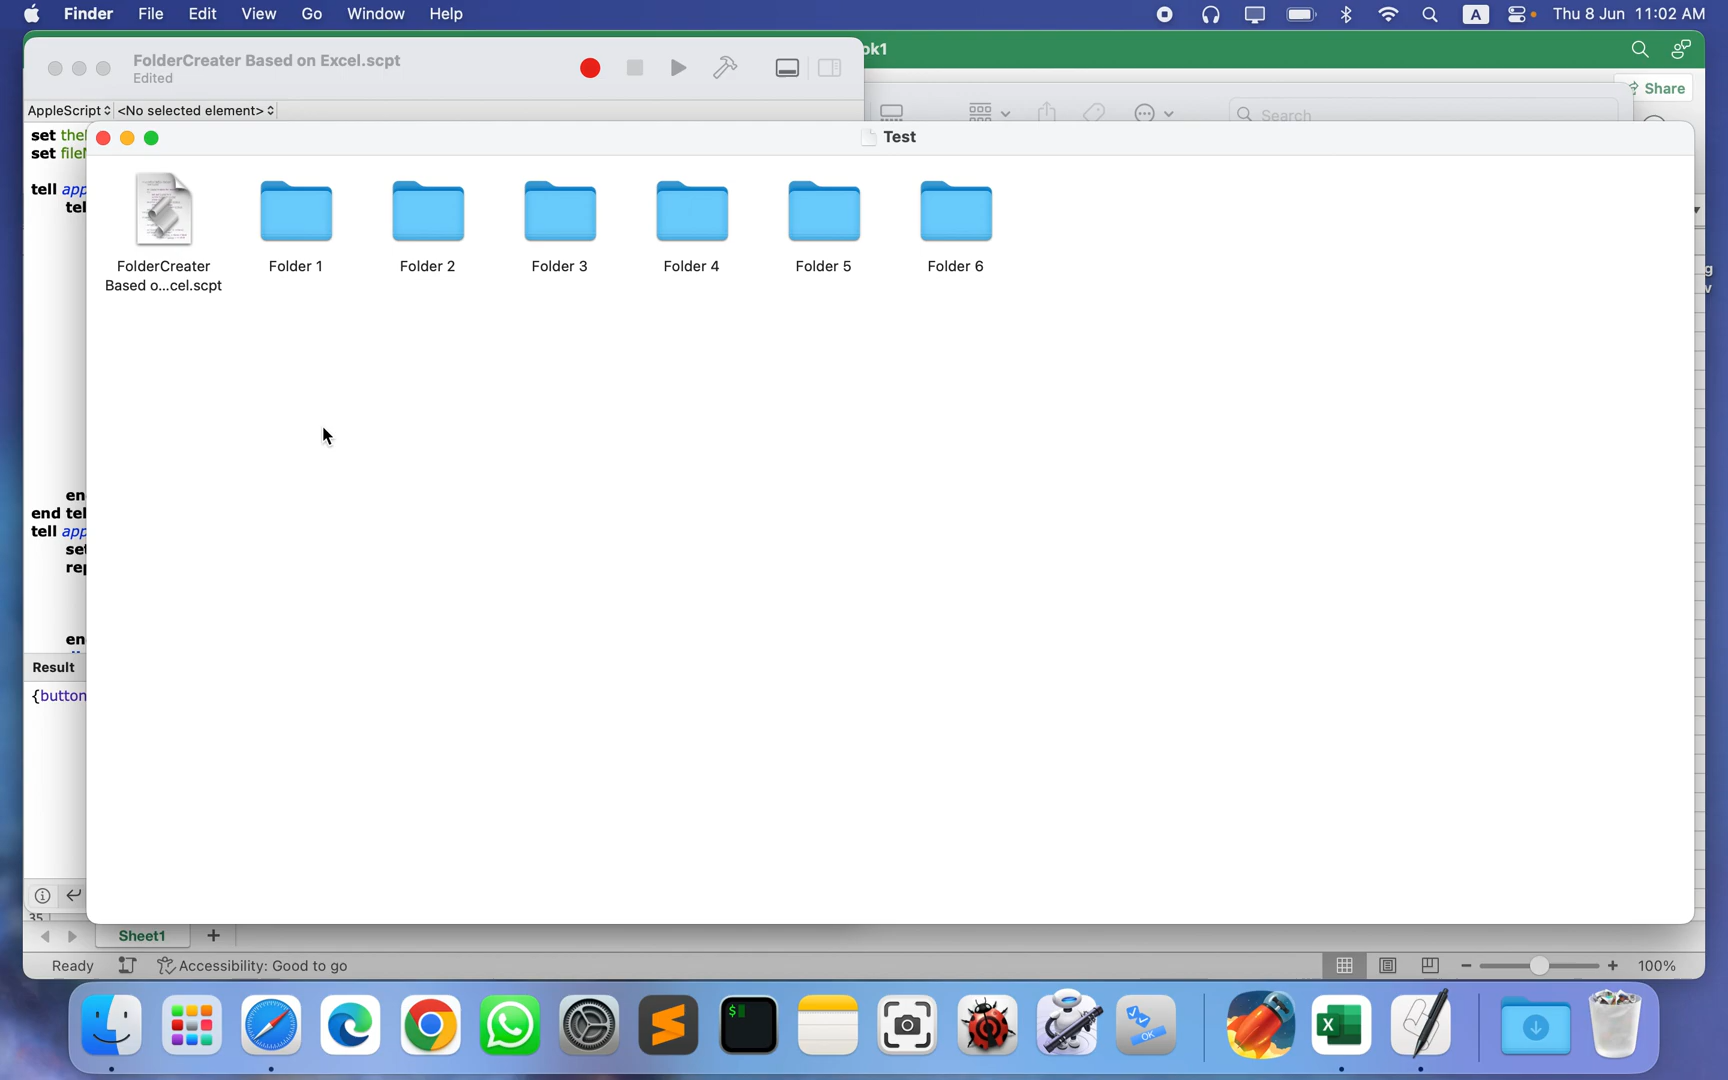 Finder File Edit View Go Window Help A Thu 8 Jun 11:02 AM
FolderCreater Based on Excel.scpt
Edited
ok1
Share
AppleScript <No selected element>
Search
set the
set file
Test
tell app
tel
FolderCreater
Based o...cel.scpt
Folder 1
Folder 2
Folder 3
Folder 4
Folder 5
Folder 6
en
end tel
tell app
set
rep
en
Result
{button
35
Sheet1 +
Ready Accessibility: Good to go 100%